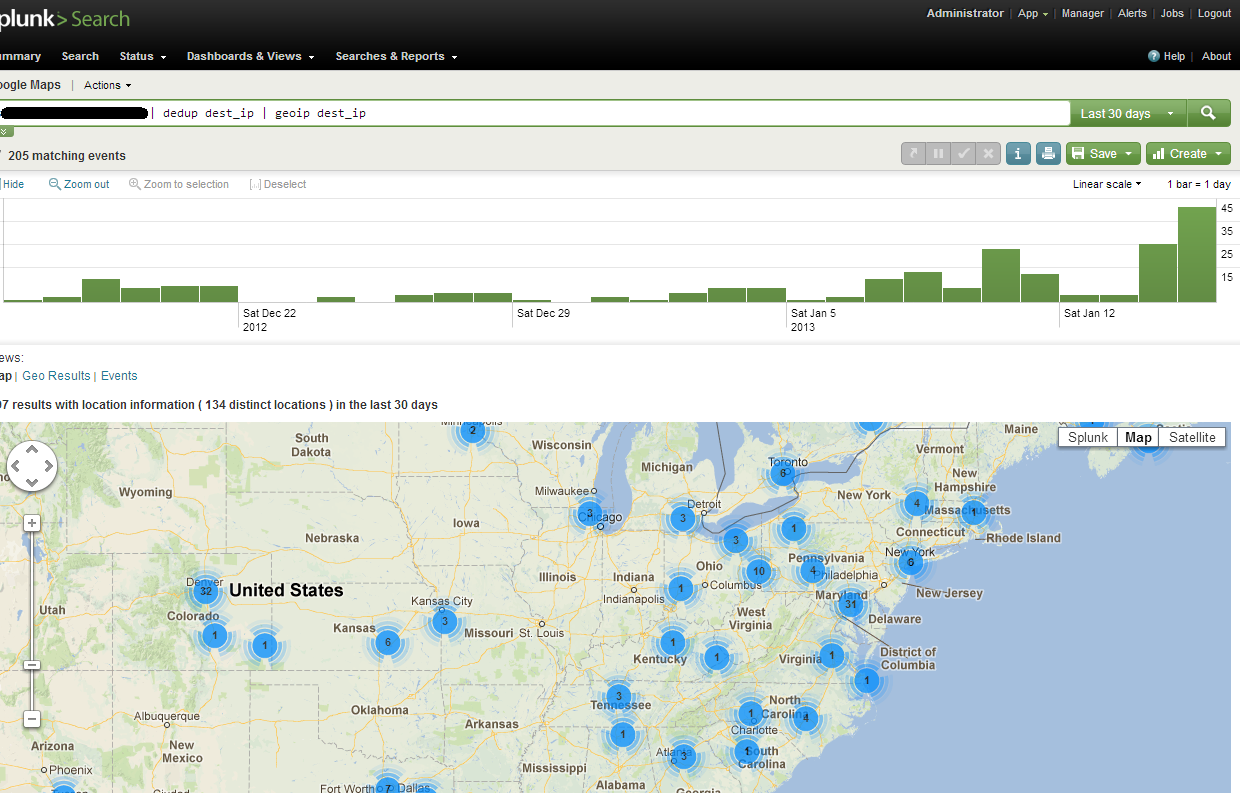 plunk> Search
Administrator | App | Manager | Alerts | Jobs | Logout
mmary Search Status Dashboards & Views Searches & Reports
? Help | About
oogle Maps | Actions
| dedup dest_ip | geoip dest_ip
Last 30 days
205 matching events
Save
Create
Hide Zoom out Zoom to selection [...] Deselect
Linear scale 1 bar = 1 day
45
35
25
15
Sat Dec 22
2012
Sat Dec 29
Sat Jan 5
2013
Sat Jan 12
ews:
ap | Geo Results | Events
07 results with location information ( 134 distinct locations ) in the last 30 days
Splunk Map Satellite
Minneapolis
2
South
Dakota
Wisconsin
Michigan
Toronto
6
Maine
Vermont
New
Hampshire
Wyoming
Milwaukee
New York
4
Massachusetts
1
Iowa
3
Chicago
3
Detroit
1
Connecticut
Rhode Island
Nebraska
3
Pennsylvania
New York
6
Denver
32
United States
Illinois
Indiana
Ohio
10
4
Philadelphia
Indianapolis
1
Columbus
Utah
Colorado
Kansas City
3
Maryland
31
New Jersey
West
Virginia
Delaware
1
1
Kansas
6
Missouri
St. Louis
1
Kentucky
1
Virginia
1
District of
Columbia
1
3
Tennessee
Oklahoma
Albuquerque
Arkansas
1
North
Carolina
4
Charlotte
1
Arizona
New
Mexico
Atlanta
3
1
South
Carolina
Phoenix
Mississippi
Alabama
Georgia
Fort Worth
7
Dallas
Ciudad